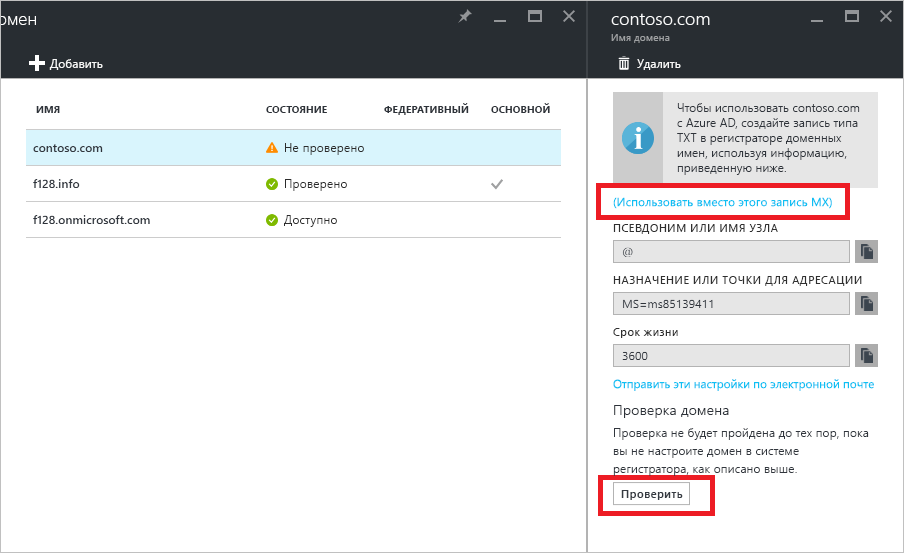 омен
Добавить
ИМЯ СОСТОЯНИЕ ФЕДЕРАТИВНЫЙ ОСНОВНОЙ
contoso.com Не проверено
f128.info Проверено
f128.onmicrosoft.com Доступно
contoso.com
Имя домена
Удалить
Чтобы использовать contoso.com
с Azure AD, создайте запись типа
TXT в регистраторе доменных
имен, используя информацию,
приведенную ниже.
(Использовать вместо этого запись MX)
ПСЕВДОНИМ ИЛИ ИМЯ УЗЛА
@
НАЗНАЧЕНИЕ ИЛИ ТОЧКИ ДЛЯ АДРЕСАЦИИ
MS=ms85139411
Срок жизни
3600
Отправить эти настройки по электронной почте
Проверка домена
Проверка не будет пройдена до тех пор, пока
вы не настроите домен в системе
регистратора, как описано выше.
Проверить